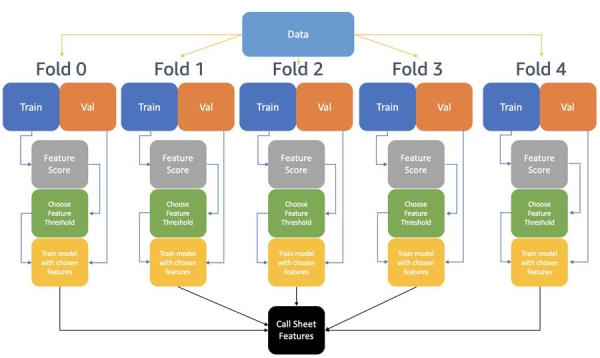 Data
Fold 0 Fold 1 Fold 2 Fold 3 Fold 4
Train Val Train Val Train Val Train Val Train Val
Feature Feature Feature Feature Feature
Score Score Score Score Score
Choose Choose Choose Choose Choose
Feature Feature Feature Feature Feature
Threshold Threshold Threshold Threshold Threshold
Train model Train model Train model Train model Train model
with chosen with chosen with chosen with chosen with chosen
features features features features features
Call Sheet
Features